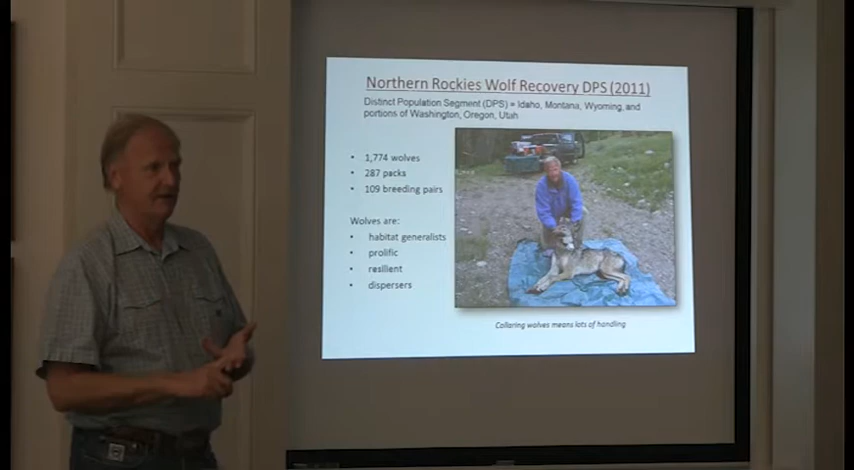 Northern Rockies Wolf Recovery DPS (2011)
Distinct Population Segment (DPS) = Idaho, Montana, Wyoming, and
portions of Washington, Oregon, Utah
• 1,774 wolves
• 287 packs
• 109 breeding pairs
Wolves are:
• habitat generalists
• prolific
• resilient
• dispersers
Collaring wolves means lots of handling